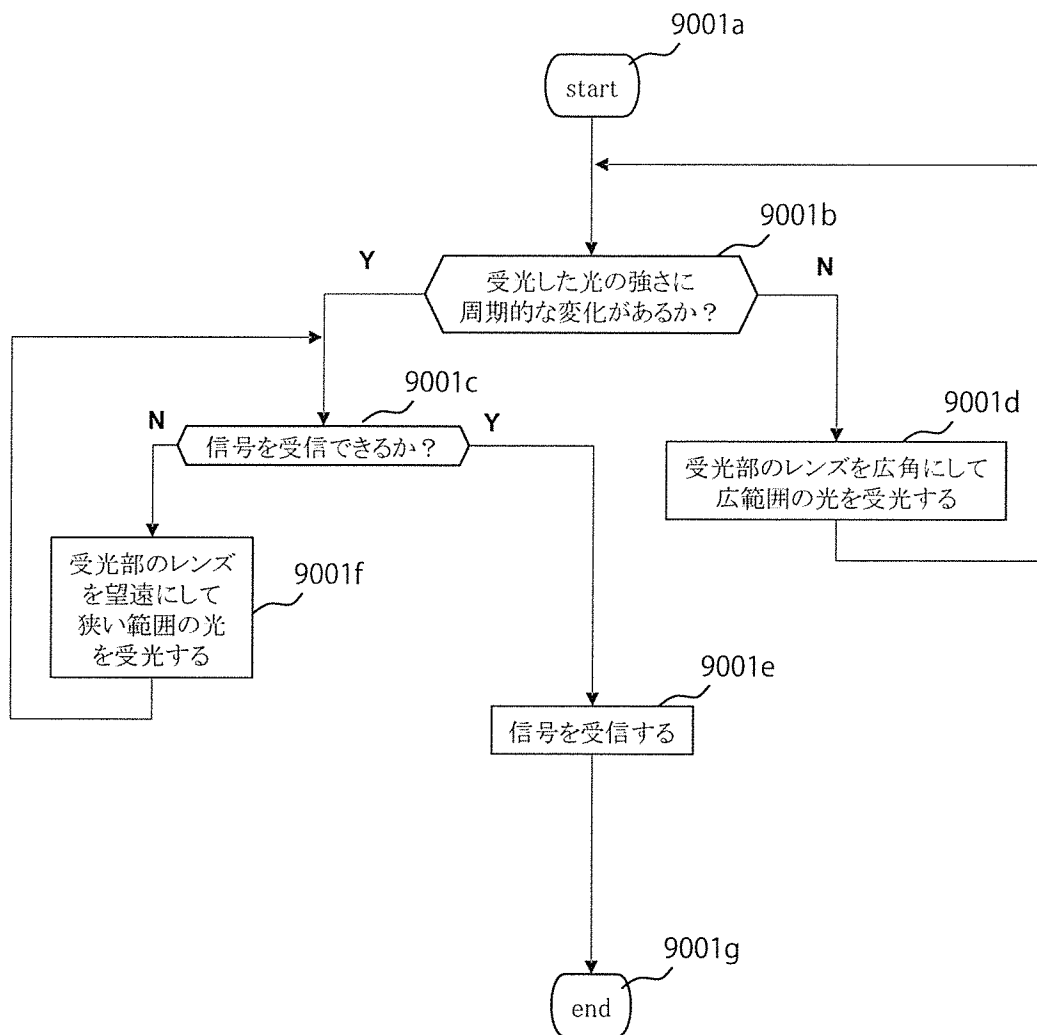 9001a
start
9001b
Y
受光した光の強さに
周期的な変化があるか？
N
9001c
N
信号を受信できるか？
Y
9001d
受光部のレンズを広角にして
広範囲の光を受光する
受光部のレンズ
を望遠にして
狭い範囲の光
を受光する
9001f
9001e
信号を受信する
9001g
end